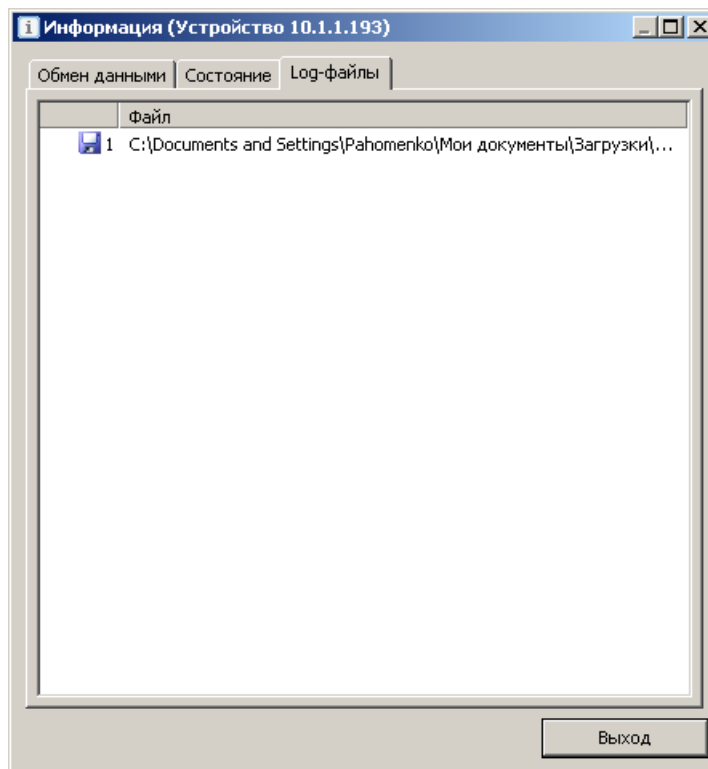 Информация (Устройство 10.1.1.193)
Обмен данными Состояние Log-файлы
Файл
1 C:\Documents and Settings\Pahomenko\Мои документы\Загрузки\...
Выход